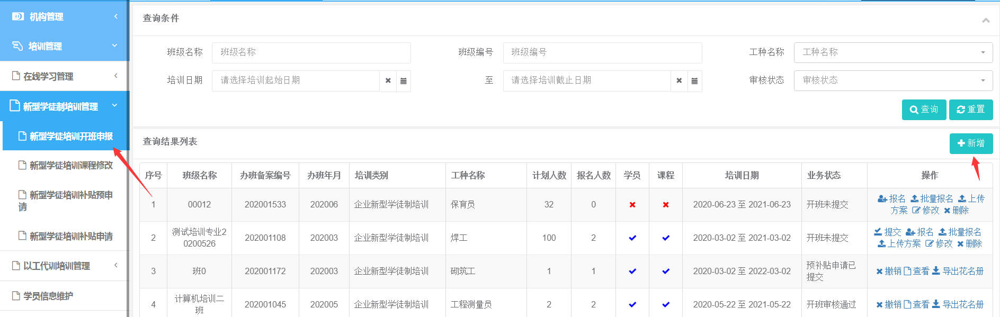 机构管理
培训管理
在线学习管理
新型学徒制培训管理
新型学徒培训开班申报
新型学徒培训课程修改
新型学徒培训补贴预申
请
新型学徒培训补贴申请
以工代训培训管理
学员信息维护
查询条件
班级名称 班级名称 班级编号 班级编号 工种名称 工种名称
培训日期 请选择培训起始日期 至 请选择培训截止日期 审核状态 审核状态
查询 重置
查询结果列表 新增
序号 班级名称 办班备案编号 办班年月 培训类别 工种名称 计划人数 报名人数 学员 课程 培训日期 业务状态 操作
1 00012 202001533 202006 企业新型学徒制培训 保育员 32 0 2020-06-23 至 2021-06-23 开班未提交 报名 批量报名 上传
方案 修改 删除
2 测试培训专业2 202001108 202003 企业新型学徒制培训 焊工 100 2 2020-03-02 至 2021-03-02 开班未提交 提交 报名 批量报名
0200526 上传方案 修改 删除
3 班0 202001172 202003 企业新型学徒制培训 砌筑工 1 1 2020-03-02 至 2022-03-02 预补贴申请已 撤销 查看 导出花名册
提交
4 计算机培训二 202001045 202005 企业新型学徒制培训 工程测量员 2 2 2020-05-22 至 2021-05-22 开班审核通过 撤销 查看 导出花名册
班